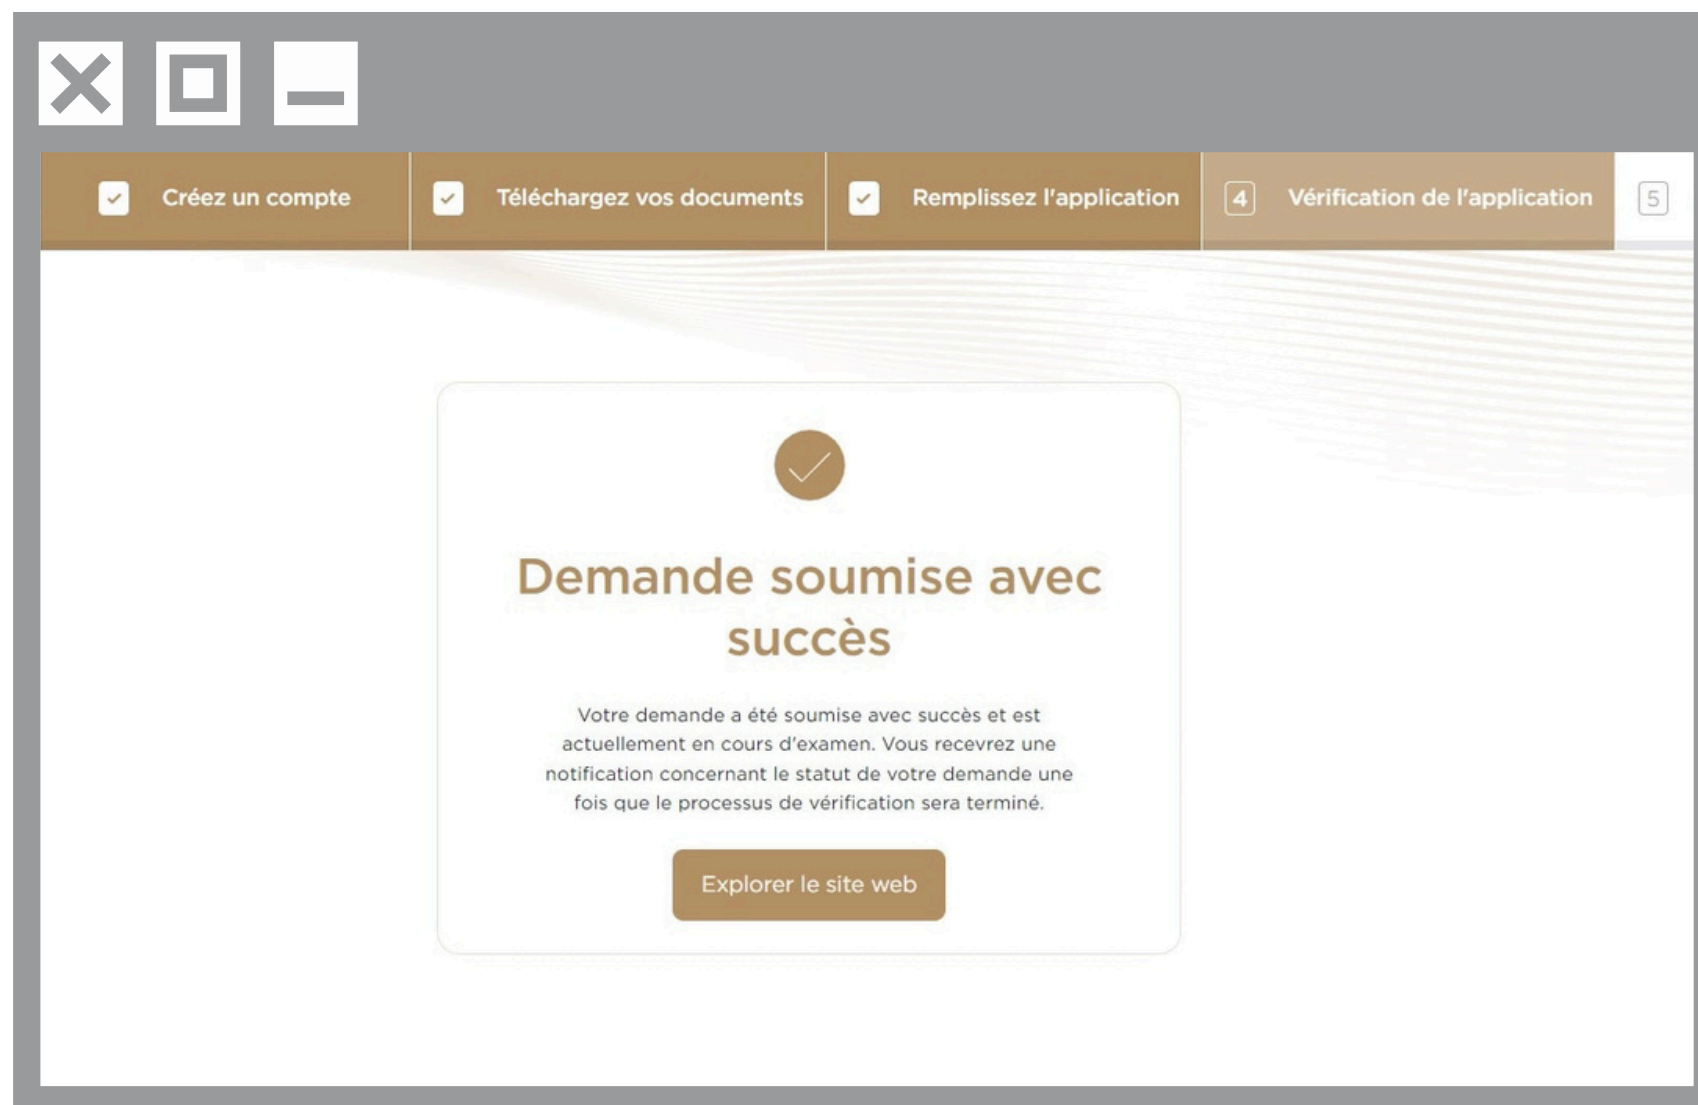 Créez un compte
Téléchargez vos documents
Remplissez l'application
4 Vérification de l'application
5
Demande soumise avec
succès
Votre demande a été soumise avec succès et est
actuellement en cours d'examen. Vous recevrez une
notification concernant le statut de votre demande une
fois que le processus de vérification sera terminé.
Explorer le site web